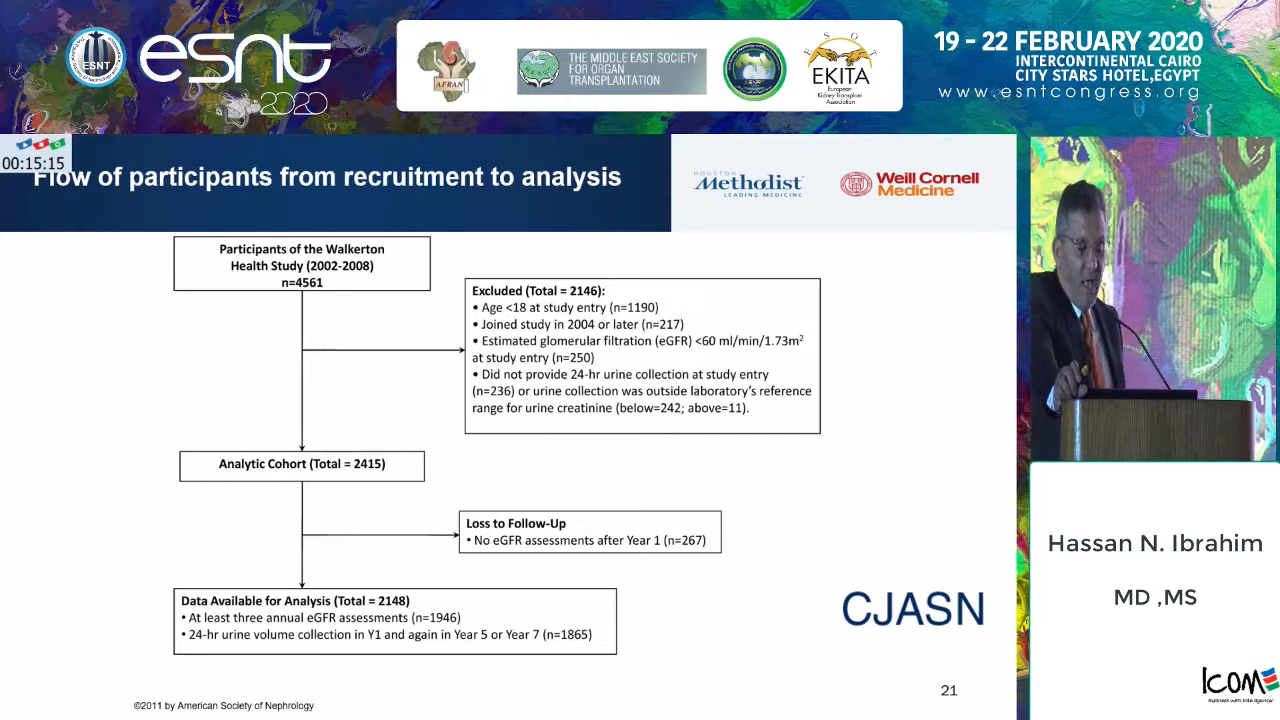 ESNT
esnt
2020
AFRAN
THE MIDDLE EAST SOCIETY
FOR ORGAN
TRANSPLANTATION
E S O T
EKITA
European
Kidney Transplant
Association
19 - 22 FEBRUARY 2020
INTERCONTINENTAL CAIRO
CITY STARS HOTEL,EGYPT
www.esntcongress.org
00:15:15
Flow of participants from recruitment to analysis
HOUSTON
Methodist
LEADING MEDICINE
Weill Cornell
Medicine
Participants of the Walkerton
Health Study (2002-2008)
n=4561
Excluded (Total = 2146):
• Age <18 at study entry (n=1190)
• Joined study in 2004 or later (n=217)
• Estimated glomerular filtration (eGFR) <60 ml/min/1.73m2
at study entry (n=250)
• Did not provide 24-hr urine collection at study entry
(n=236) or urine collection was outside laboratory's reference
range for urine creatinine (below=242; above=11).
Analytic Cohort (Total = 2415)
Loss to Follow-Up
• No eGFR assessments after Year 1 (n=267)
Data Available for Analysis (Total = 2148)
• At least three annual eGFR assessments (n=1946)
• 24-hr urine volume collection in Y1 and again in Year 5 or Year 7 (n=1865)
CJASN
21
©2011 by American Society of Nephrology
Hassan N. Ibrahim
MD ,MS
ICOM